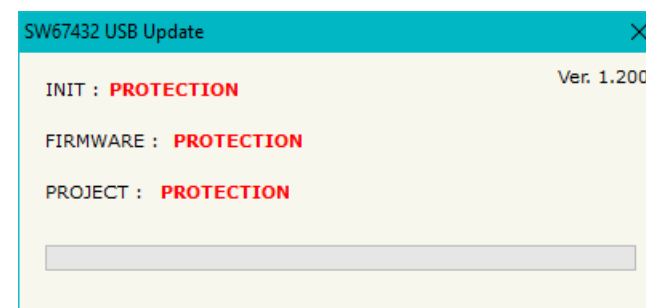 SW67432 USB Update
Ver. 1.200
INIT : PROTECTION
FIRMWARE : PROTECTION
PROJECT : PROTECTION